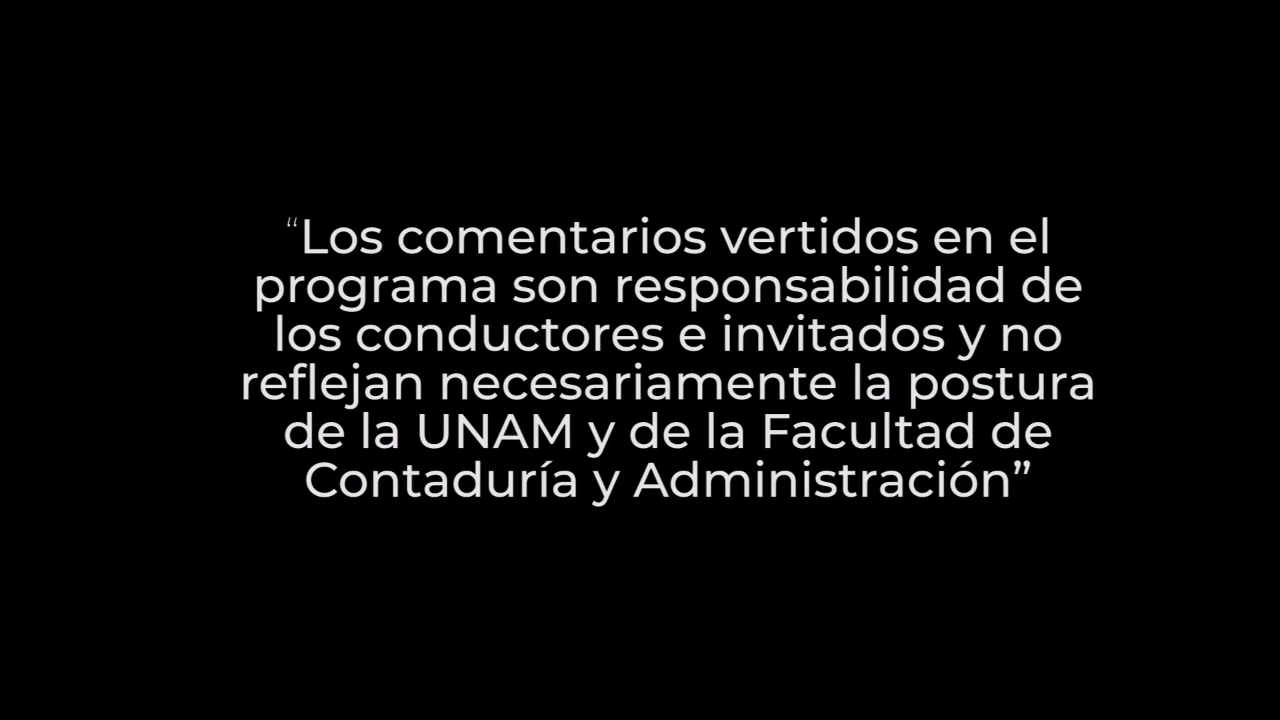 “Los comentarios vertidos en el
programa son responsabilidad de
los conductores e invitados y no
reflejan necesariamente la postura
de la UNAM y de la Facultad de
Contaduría y Administración”